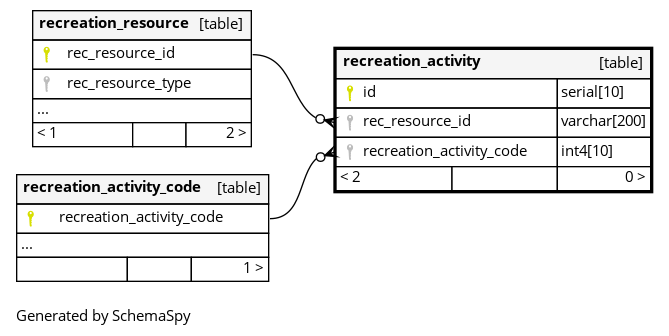 recreation_resource [table]
rec_resource_id
rec_resource_type
...
< 1 2 >
recreation_activity [table]
id serial[10]
rec_resource_id varchar[200]
recreation_activity_code int4[10]
< 2 0 >
recreation_activity_code [table]
recreation_activity_code
...
1 >
Generated by SchemaSpy